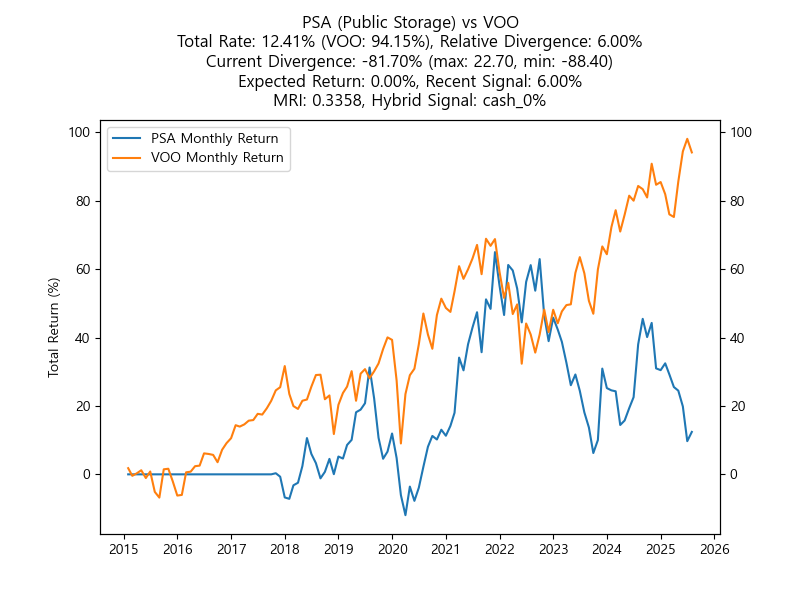 PSA (Public Storage) vs VOO
Total Rate: 12.41% (VOO: 94.15%), Relative Divergence: 6.00%
Current Divergence: -81.70% (max: 22.70, min: -88.40)
Expected Return: 0.00%, Recent Signal: 6.00%
MRI: 0.3358, Hybrid Signal: cash_0%
PSA Monthly Return
VOO Monthly Return
Total Return (%)
100 100
80 80
60 60
40 40
20 20
0 0
2015 2016 2017 2018 2019 2020 2021 2022 2023 2024 2025 2026